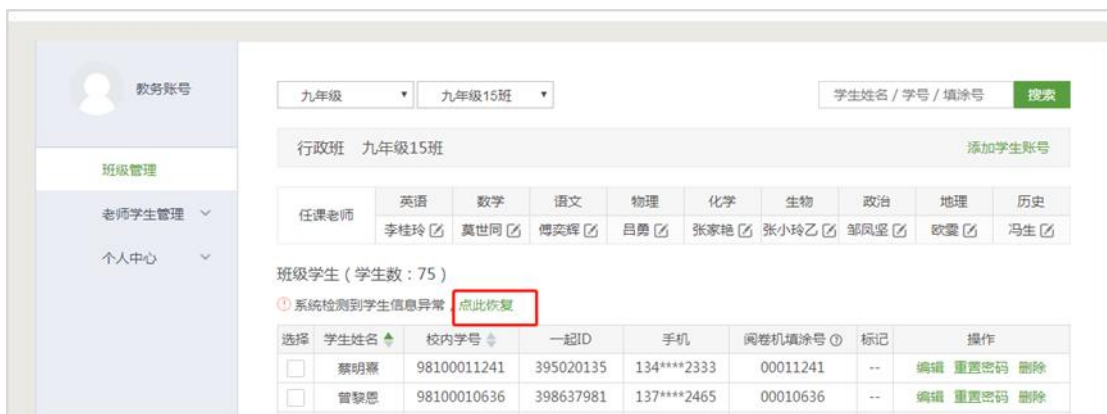 教务账号
班级管理
老师学生管理
个人中心
九年级 九年级15班 学生姓名 / 学号 / 填涂号 搜索
行政班 九年级15班 添加学生账号
任课老师 英语 数学 语文 物理 化学 生物 政治 地理 历史
李桂玲 莫世同 傅奕辉 吕勇 张家艳 张小玲乙 邹凤坚 欧雯 冯生
班级学生 ( 学生数 : 75 )
系统检测到学生信息异常 , 点此恢复
选择 学生姓名 校内学号 一起ID 手机 阅卷机填涂号 标记 操作
蔡明熹 98100011241 395020135 134****2333 00011241 -- 编辑 重置密码 删除
曾黎恩 98100010636 398637981 137****2465 00010636 -- 编辑 重置密码 删除